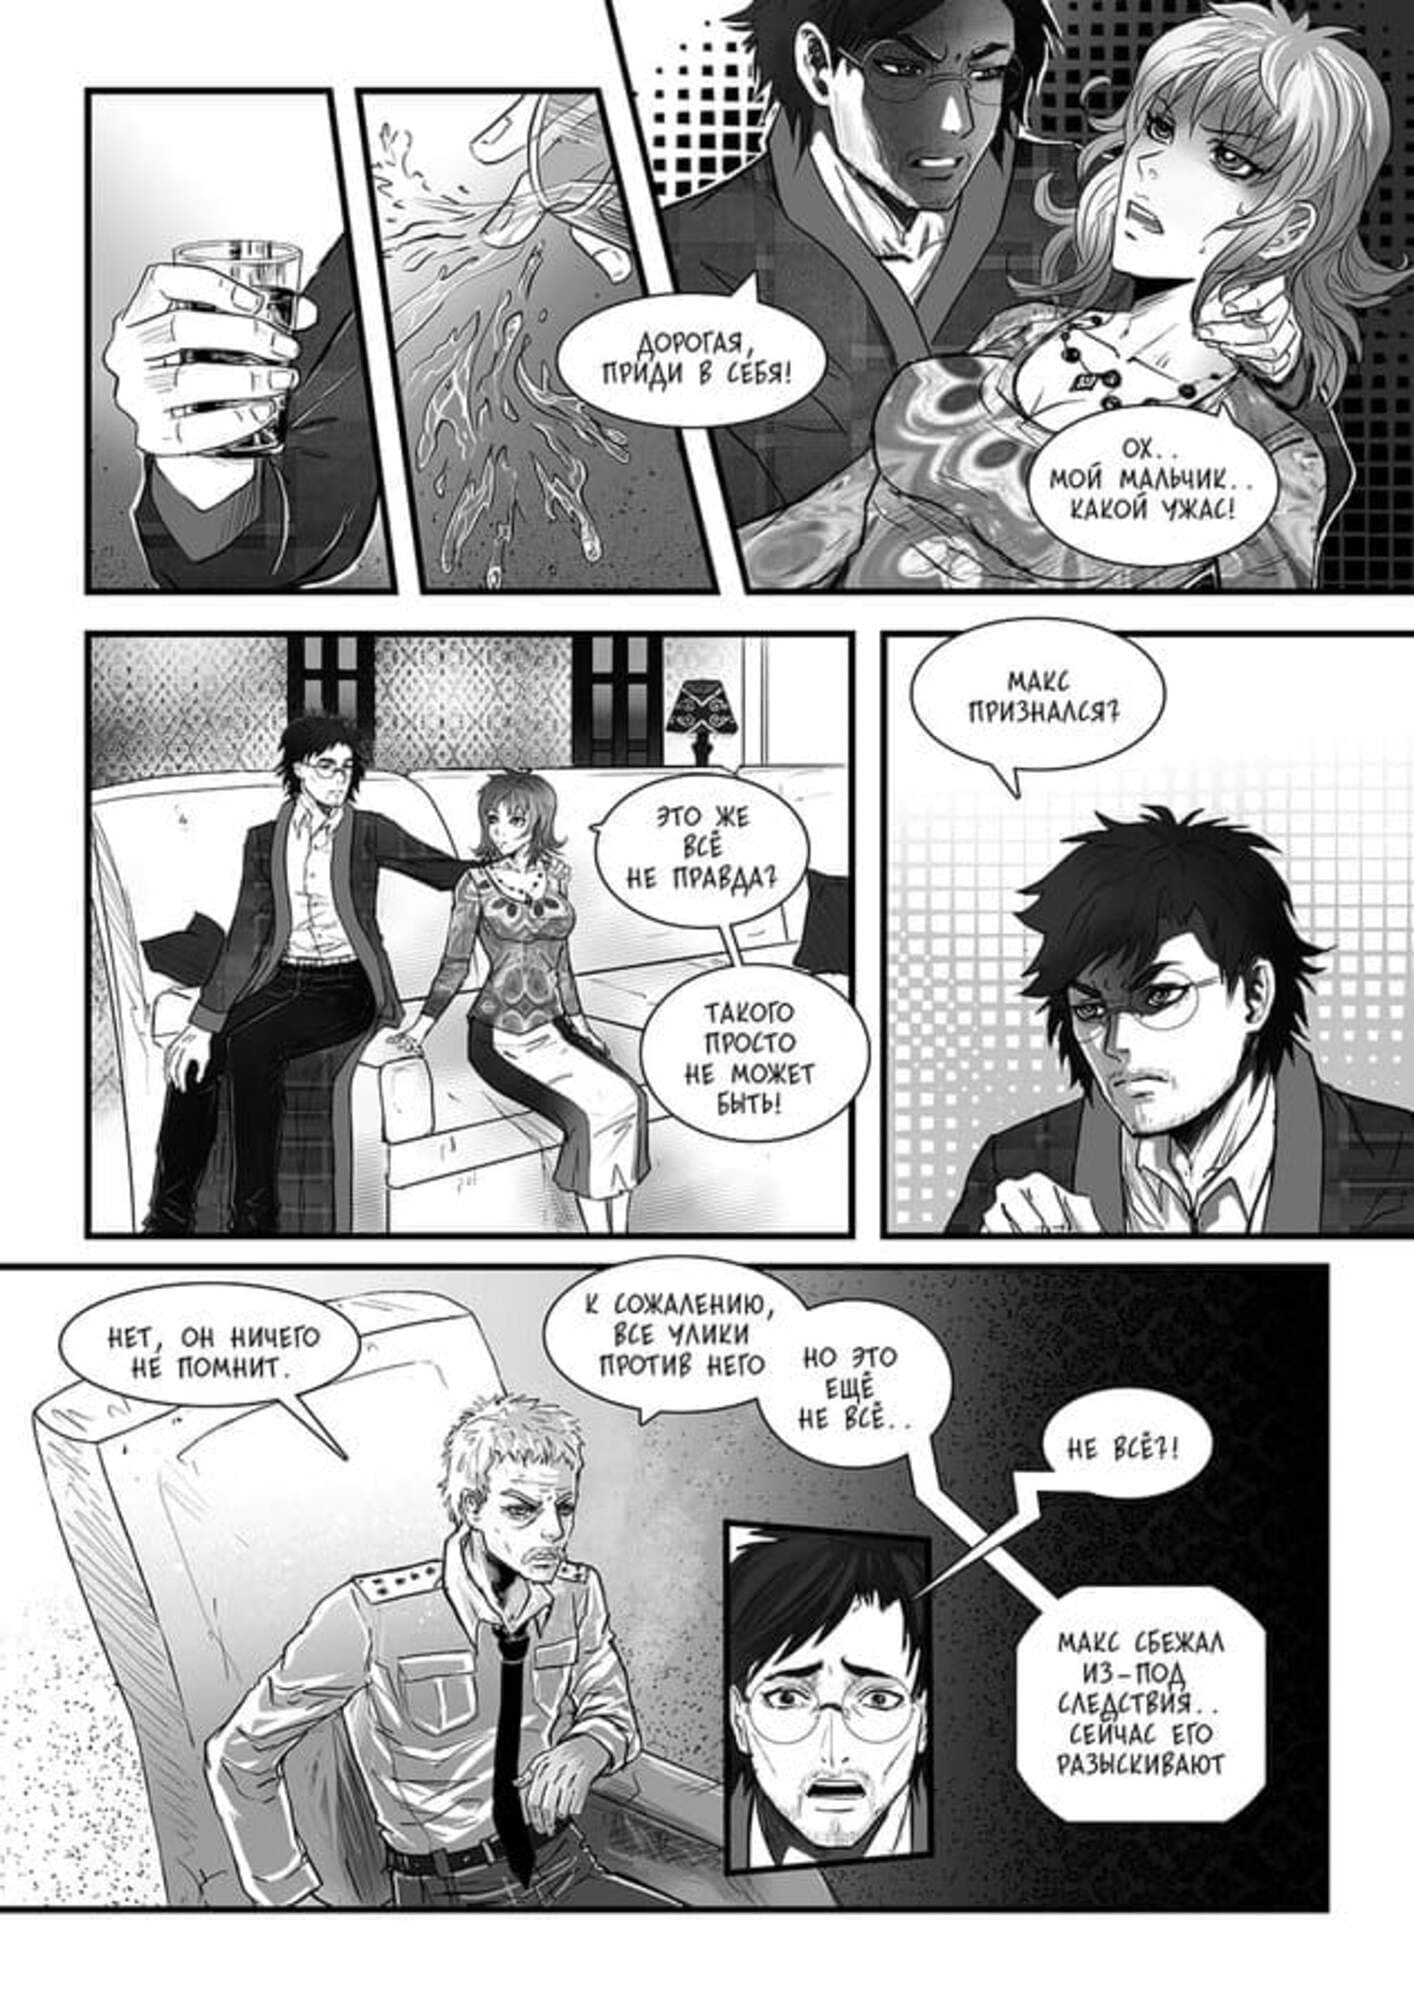 ДОРОГАЯ,
ПРИДИ В СЕБЯ!
ОХ..
МОЙ МАЛЬЧИК..
КАКОЙ УЖАС!
ЭТО ЖЕ
ВСЁ
НЕ ПРАВДА?
ТАКОГО
ПРОСТО
НЕ МОЖЕТ
БЫТЬ!
МАКС
ПРИЗНАЛСЯ?
НЕТ, ОН НИЧЕГО
НЕ ПОМНИТ.
К СОЖАЛЕНИЮ,
ВСЕ УЛИКИ
ПРОТИВ НЕГО
НО ЭТО
ЕЩЁ
НЕ ВСЁ..
НЕ ВСЁ?!
МАКС СБЕЖАЛ
ИЗ-ПОД
СЛЕДСТВИЯ..
СЕЙЧАС ЕГО
РАЗЫСКИВАЮТ